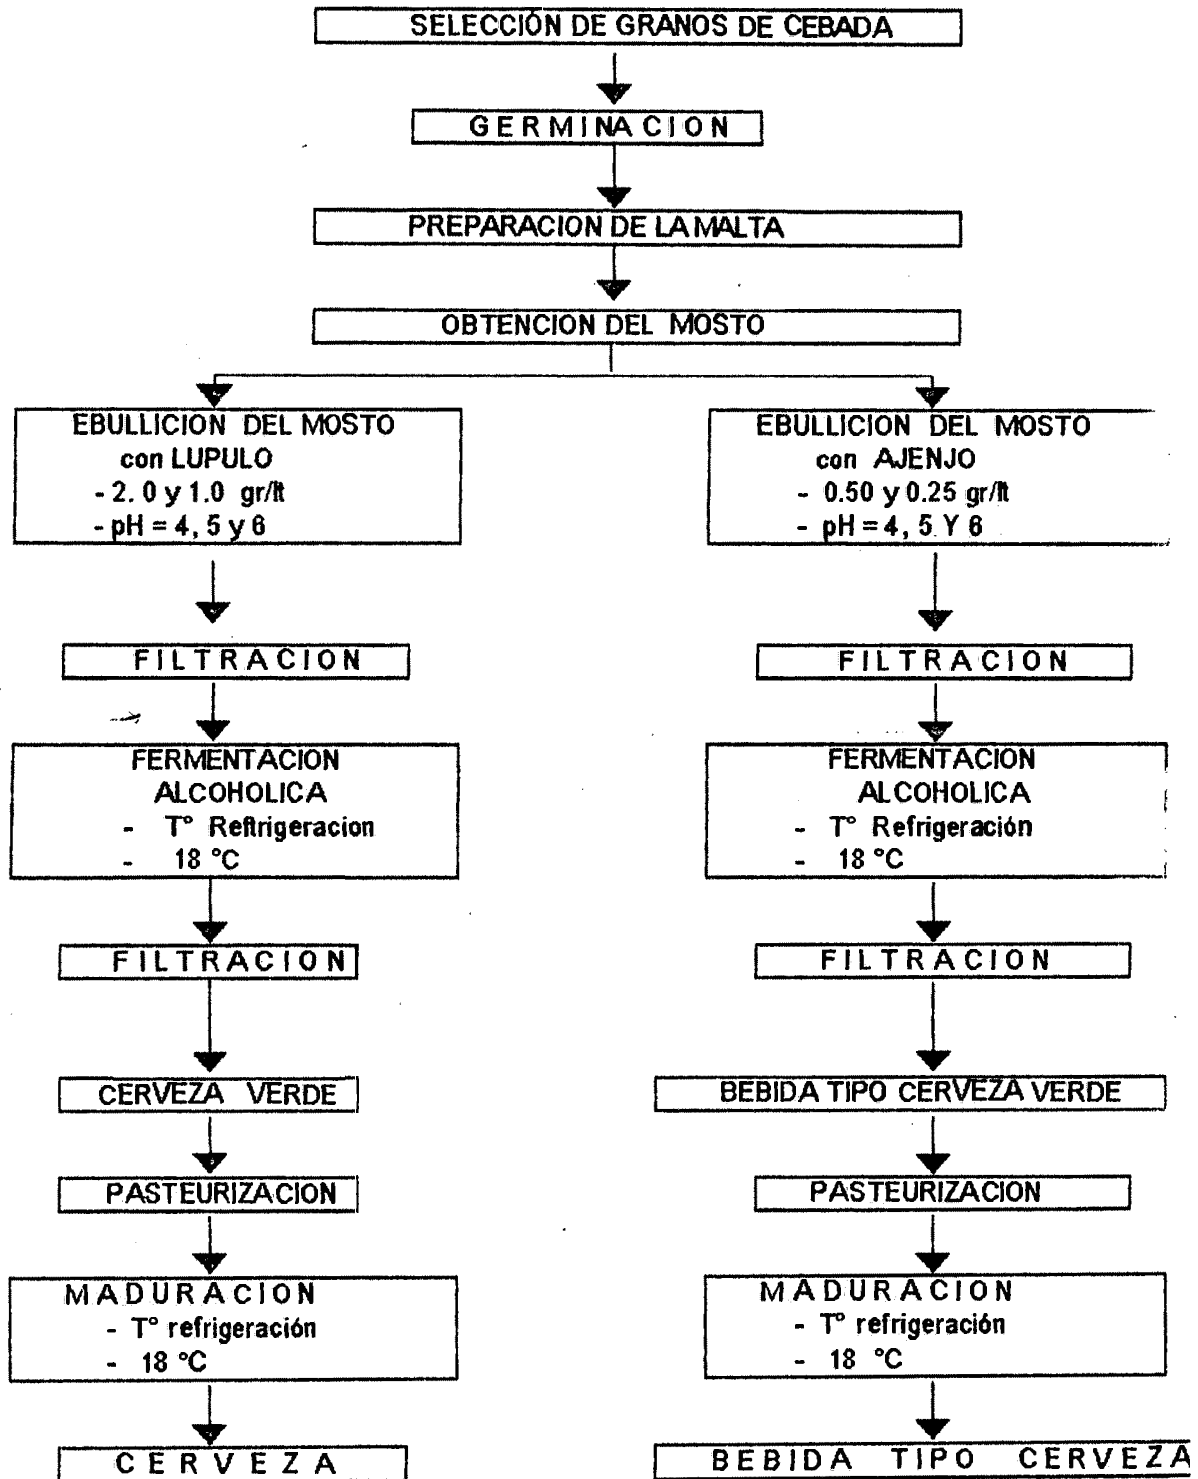 SELECCIÓN DE GRANOS DE CEBADA
GERMINACION
PREPARACION DE LA MALTA
OBTENCION DEL MOSTO
EBULLICION DEL MOSTO
con LUPULO
- 2. 0 y 1.0 gr/lt
- pH = 4, 5 y 6
FILTRACION
FERMENTACION
ALCOHOLICA
- T° Reftrigeracion
- 18 °C
FILTRACION
CERVEZA VERDE
PASTEURIZACION
MADURACION
- T° refrigeración
- 18 °C
CERVEZA
EBULLICION DEL MOSTO
con AJENJO
- 0.50 y 0.25 gr/lt
- pH = 4, 5 Y 6
FILTRACION
FERMENTACION
ALCOHOLICA
- T° Refrigeración
- 18 °C
FILTRACION
BEBIDA TIPO CERVEZA VERDE
PASTEURIZACION
MADURACION
- T° refrigeración
- 18 °C
BEBIDA TIPO CERVEZA